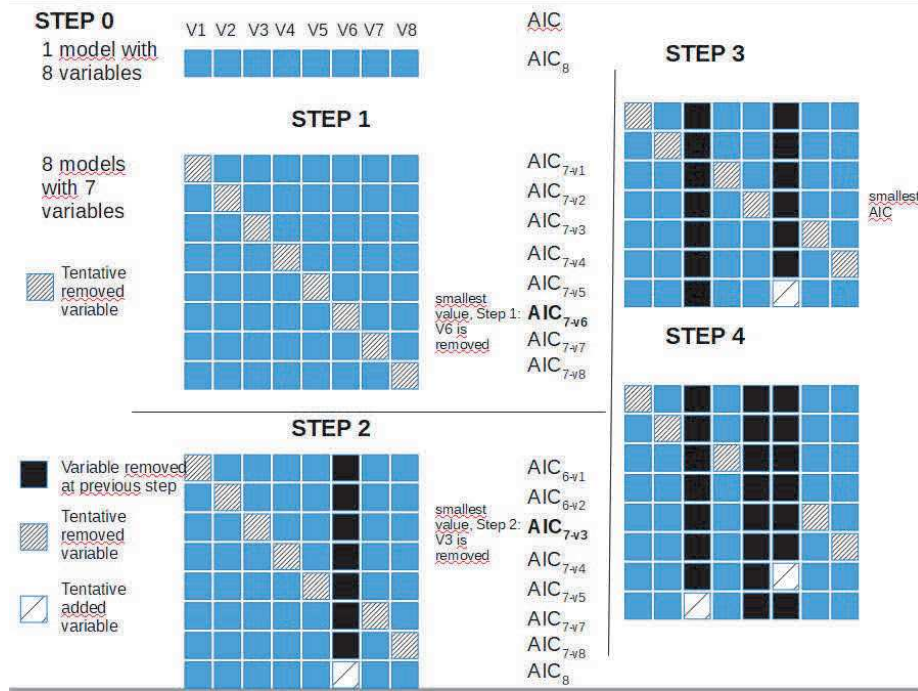 STEP 0
1 model with
8 variables
V1 V2 V3 V4 V5 V6 V7 V8
AIC
AIC8
STEP 1
8 models
with 7
variables
Tentative
removed
variable
smallest
value, Step 1:
V6 is
removed
AIC7-v1
AIC7-v2
AIC7-v3
AIC7-v4
AIC7-v5
AIC7-v6
AIC7-v7
AIC7-v8
STEP 2
Variable removed
at previous step
Tentative
removed
variable
Tentative
added
variable
smallest
value, Step 2:
V3 is
removed
AIC6-v1
AIC6-v2
AIC7-v3
AIC7-v4
AIC7-v5
AIC7-v7
AIC7-v8
AIC8
STEP 3
smallest
AIC
STEP 4